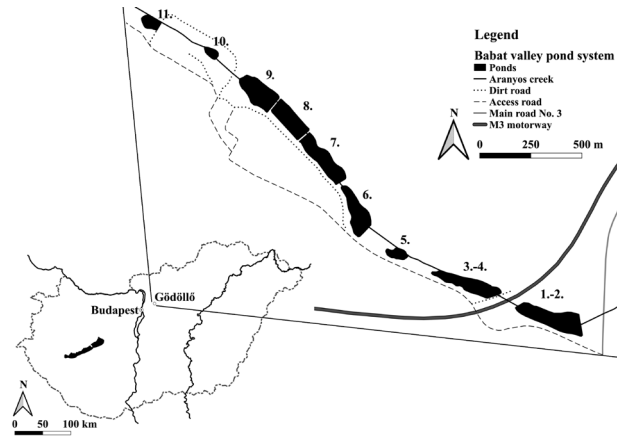 11.
10.
9.
8.
7.
6.
5.
3.-4.
1.-2.
Legend
Babat valley pond system
Ponds
Aranyos creek
Dirt road
Access road
Main road No. 3
M3 motorway
N
0 250 500 m
Gödöllő
Budapest
N
0 50 100 km